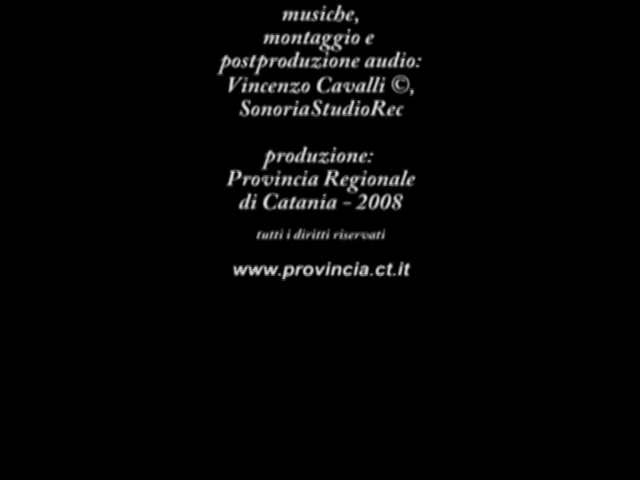 musiche,
montaggio e
postproduzione audio:
Vincenzo Cavalli ©,
SonoriaStudioRec
produzione:
Provincia Regionale
di Catania - 2008
tutti i diritti riservati
www.provincia.ct.it